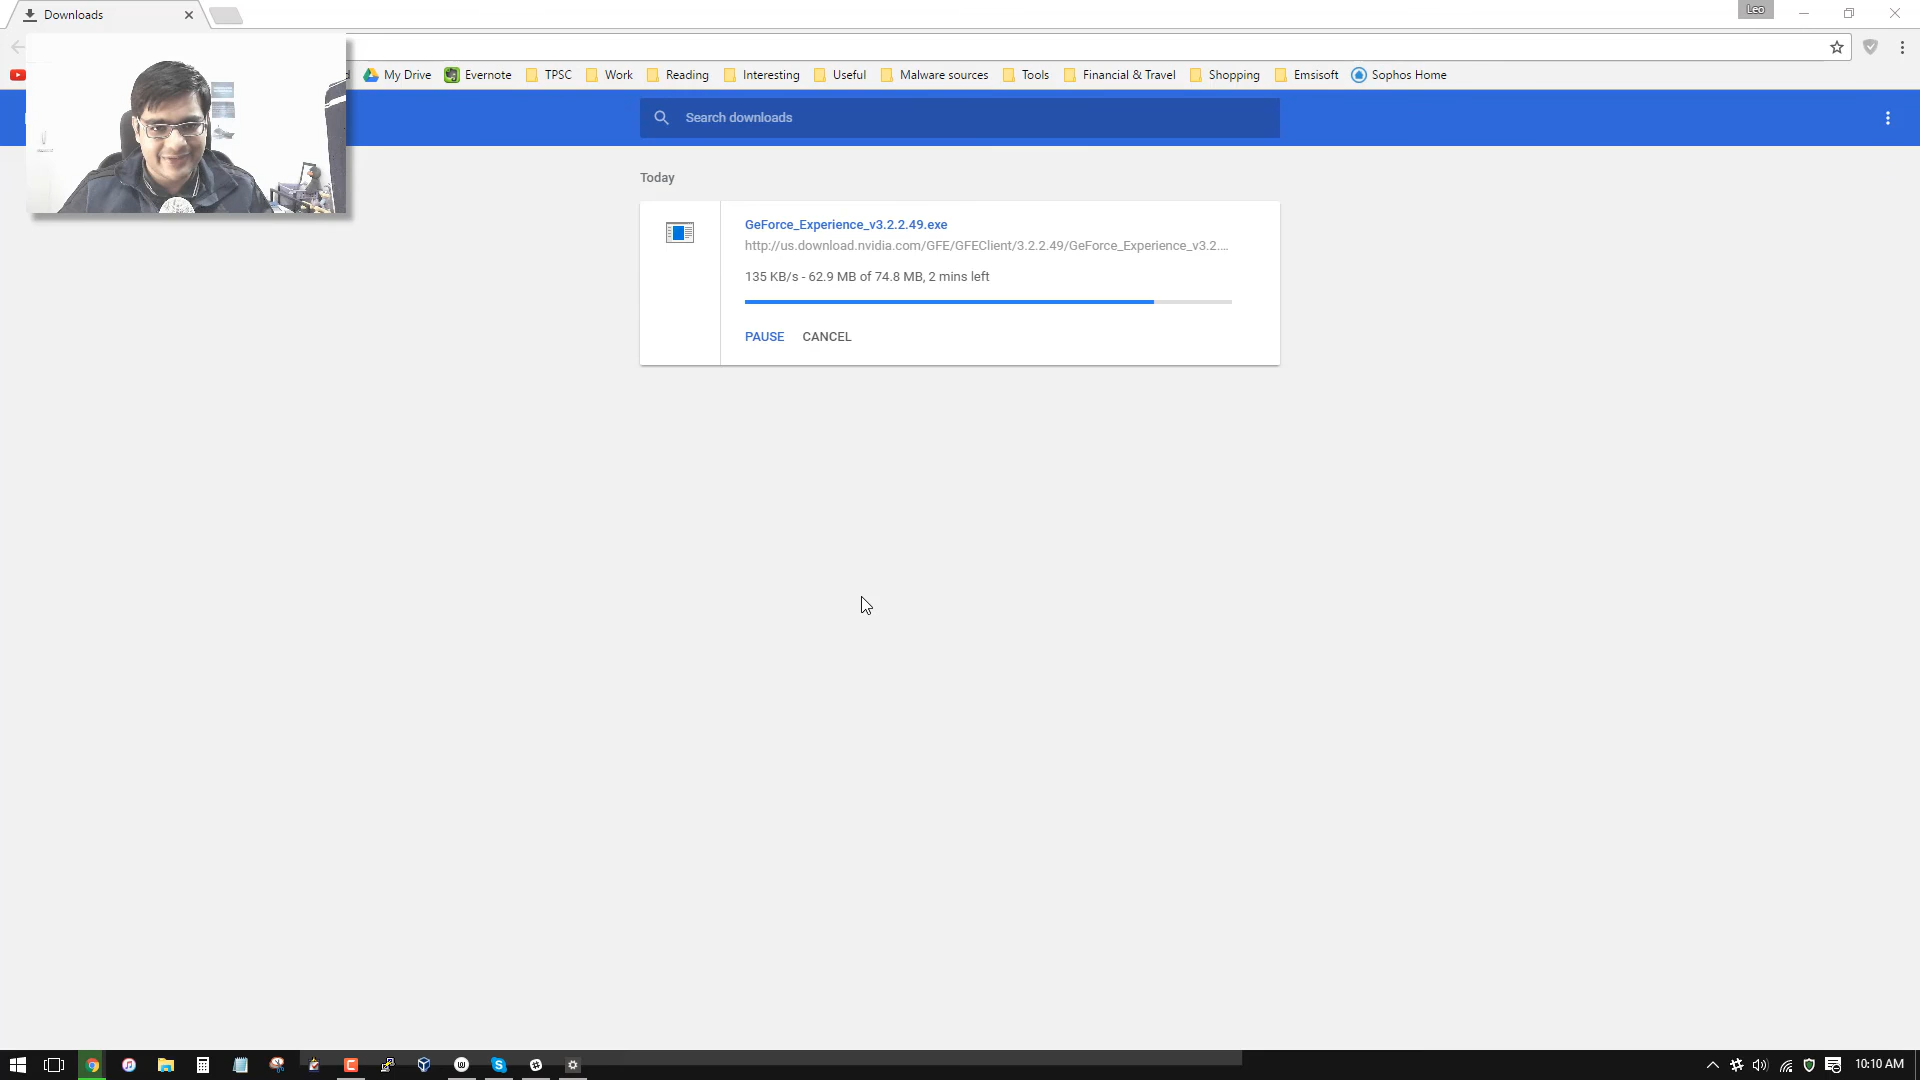 Downloads
Leo
My Drive
Evernote
TPSC
Work
Reading
Interesting
Useful
Malware sources
Tools
Financial & Travel
Shopping
Emsisoft
Sophos Home
Search downloads
Today
GeForce_Experience_v3.2.2.49.exe
http://us.download.nvidia.com/GFE/GFEClient/3.2.2.49/GeForce_Experience_v3.2....
135 KB/s - 62.9 MB of 74.8 MB, 2 mins left
PAUSE CANCEL
10:10 AM